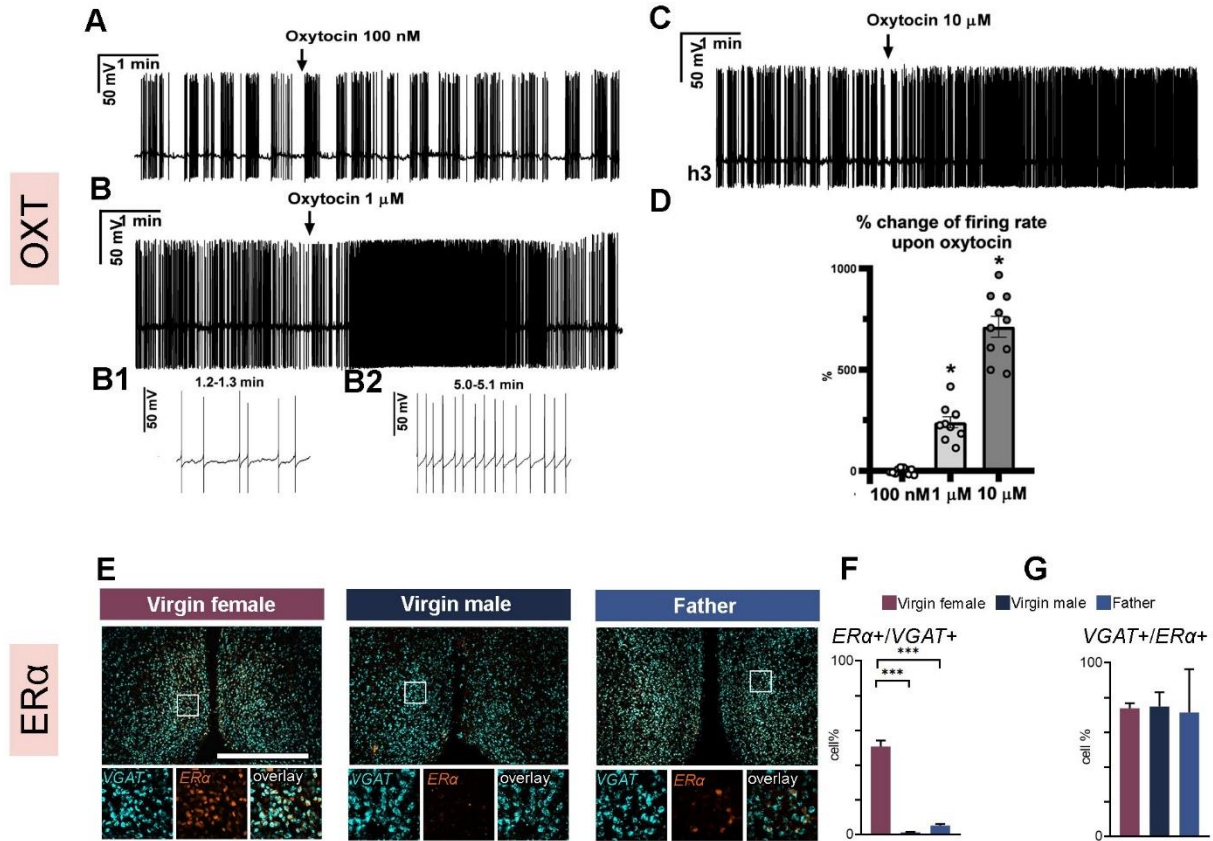 OXT
A
Oxytocin 100 nM
1 min
50 mV
B
Oxytocin 1 μM
1 min
50 mV
B1
1.2-1.3 min
50 mV
B2
5.0-5.1 min
50 mV
C
Oxytocin 10 μM
1 min
50 mV
h3
D
% change of firing rate
upon oxytocin
*
*
1000
500
0
%
100 nM 1 μM 10 μM
ERα
E
Virgin female
Virgin male
Father
VGAT ERα overlay
VGAT ERα overlay
VGAT ERα overlay
F
G
Virgin female Virgin male Father
ERα+/VGAT+
***
***
100
0
cell%
VGAT+/ERα+
100
0
cell %